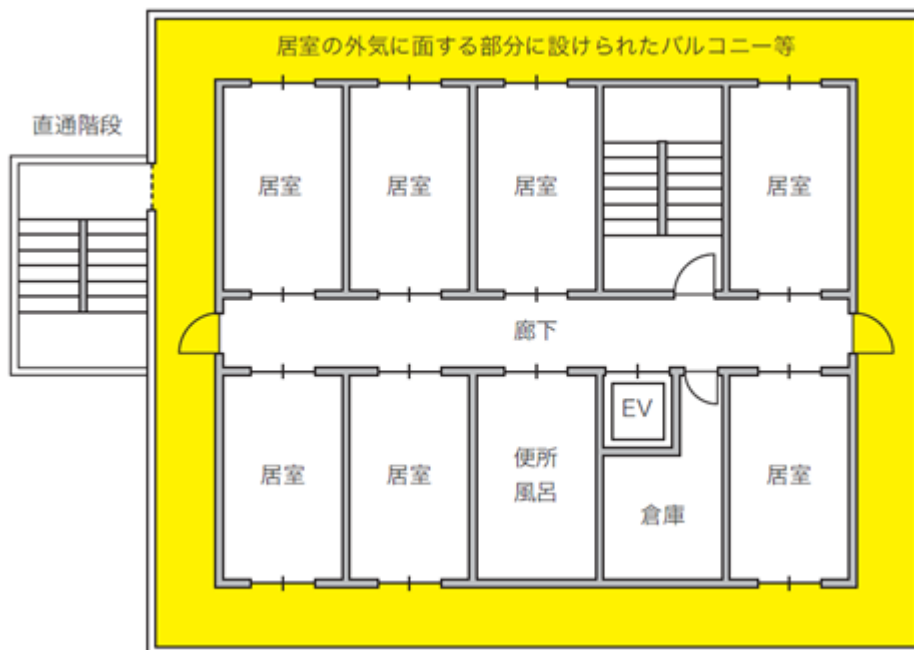 居室の外気に面する部分に設けられたバルコニー等
直通階段
居室
居室
居室
居室
廊下
居室
居室
便所
風呂
EV
倉庫
居室